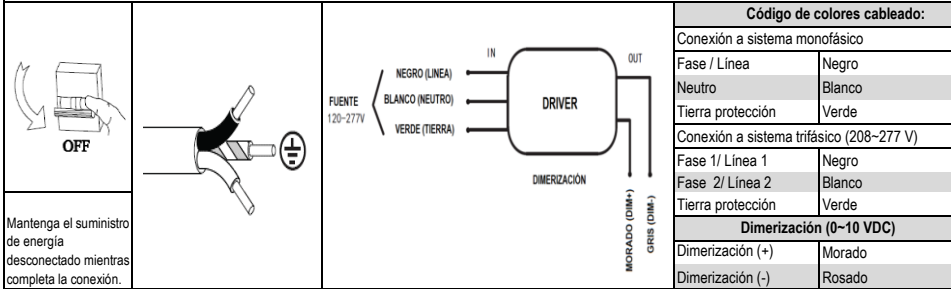 OFF
Mantenga el suministro
de energía
desconectado mientras
completa la conexión.
FUENTE
120~277V
NEGRO (LINEA)
BLANCO (NEUTRO)
VERDE (TIERRA)
IN
DRIVER
OUT
DIMERIZACIÓN
MORADO (DIM+)
GRIS (DIM-)
Código de colores cableado:
Conexión a sistema monofásico
Fase / Línea Negro
Neutro Blanco
Tierra protección Verde
Conexión a sistema trifásico (208~277 V)
Fase 1/ Línea 1 Negro
Fase 2/ Línea 2 Blanco
Tierra protección Verde
Dimerización (0~10 VDC)
Dimerización (+) Morado
Dimerización (-) Rosado